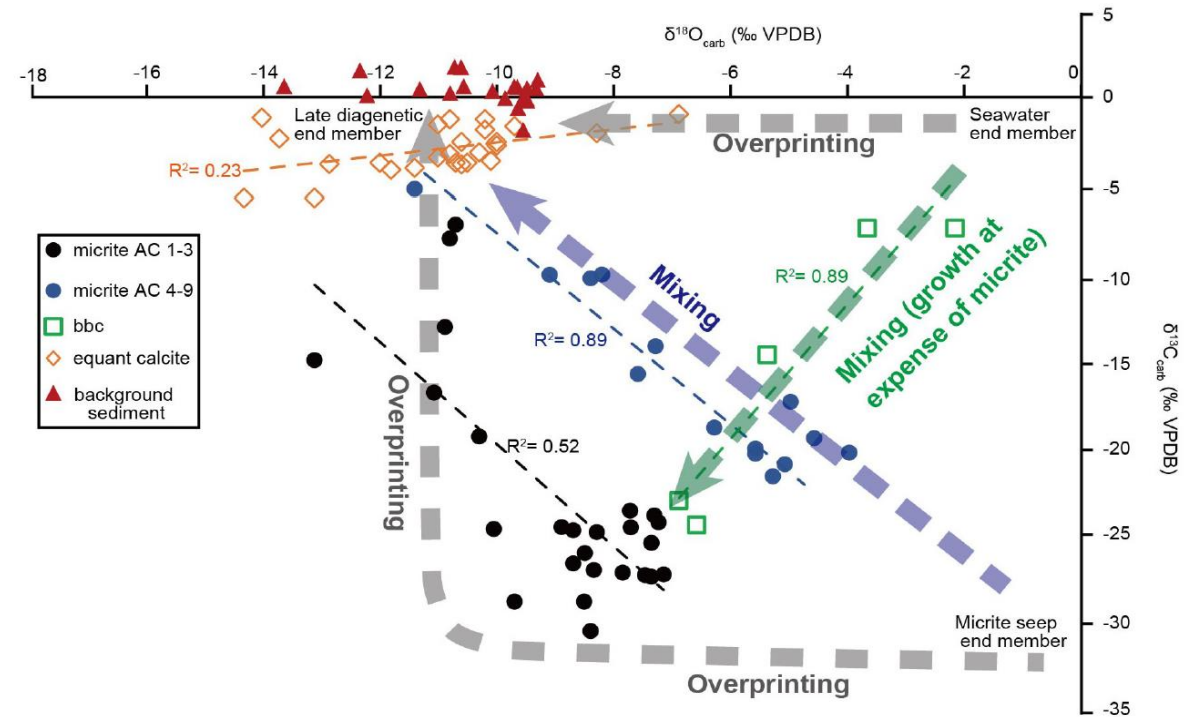 5
δ¹⁸Ocarb (‰ VPDB)
-18
-16
-14
-12
-10
-8
-6
-4
-2
0
0
Late diagenetic
end member
Seawater
end member
Overprinting
R²= 0.23
-5
micrite AC 1-3
micrite AC 4-9
bbc
equant calcite
background
sediment
Mixing
R²= 0.89
Mixing (growth at
expense of micrite)
-10
R²= 0.89
-15
δ¹³Ccarb (‰ VPDB)
Overprinting
R²= 0.52
-20
-25
Micrite seep
end member
-30
Overprinting
-35